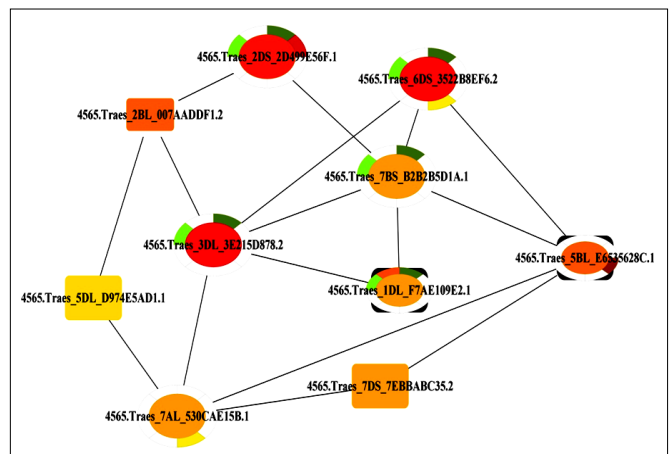 4565.Traes_2DS_2D499E56F.1
4565.Traes_6DS_3522B8EF6.2
4565.Traes_2BL_007AADDF1.2
4565.Traes_7BS_B2B2B5D1A.1
4565.Traes_3DL_3E215D878.2
4565.Traes_5BL_E6535628C.1
4565.Traes_1DL_F7AE109E2.1
4565.Traes_5DL_D974E5AD1.1
4565.Traes_7DS_7EBBABC35.2
4565.Traes_7AL_530CAE15B.1